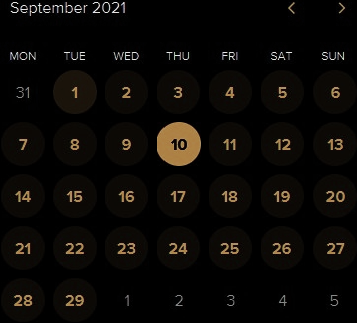 September 2021
MON TUE WED THU FRI SAT SUN
31 1 2 3 4 5 6
7 8 9 10 11 12 13
14 15 16 17 18 19 20
21 22 23 24 25 26 27
28 29 1 2 3 4 5